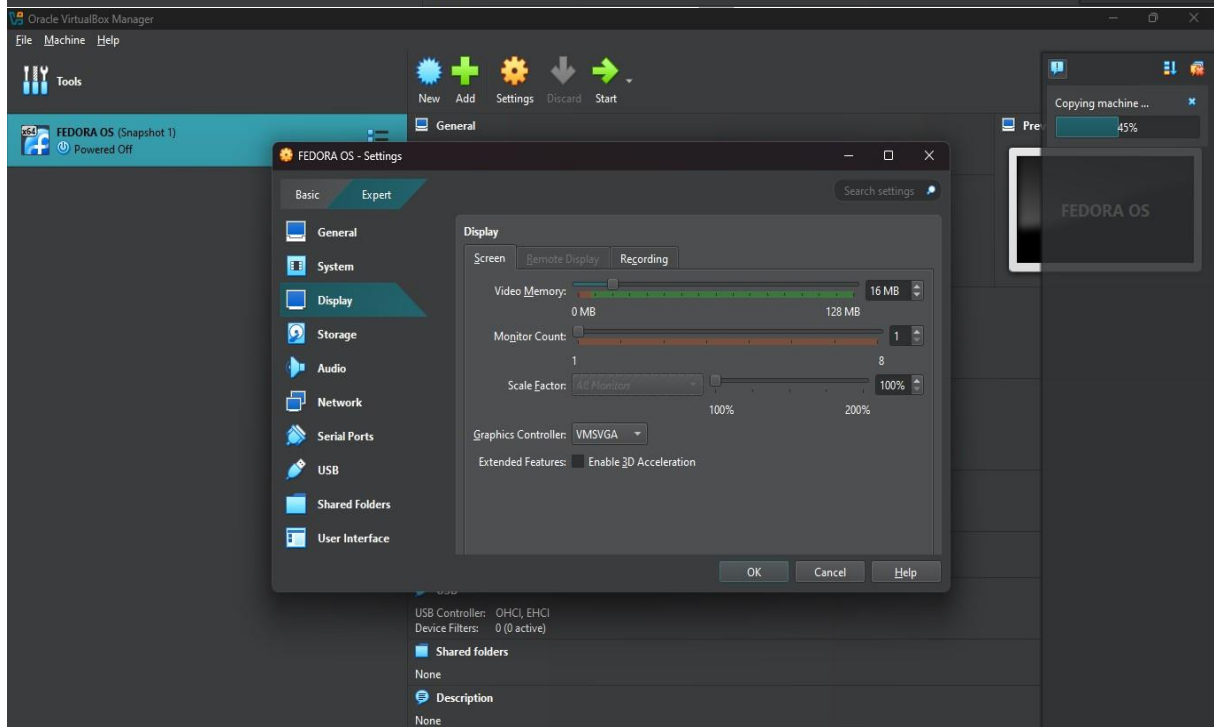 Oracle VirtualBox Manager
File Machine Help
Tools
New Add Settings Discard Start
x64 FEDORA OS (Snapshot 1)
Powered Off
General
Copying machine ...
45%
Pre
FEDORA OS
FEDORA OS - Settings
Basic Expert
Search settings
General
System
Display
Storage
Audio
Network
Serial Ports
USB
Shared Folders
User Interface
Display
Screen Remote Display Recording
Video Memory: 16 MB
0 MB 128 MB
Monitor Count: 1
1 8
Scale Factor: All Monitors 100%
100% 200%
Graphics Controller: VMSVGA
Extended Features: Enable 3D Acceleration
OK Cancel Help
USB
USB Controller: OHCI, EHCI
Device Filters: 0 (0 active)
Shared folders
None
Description
None